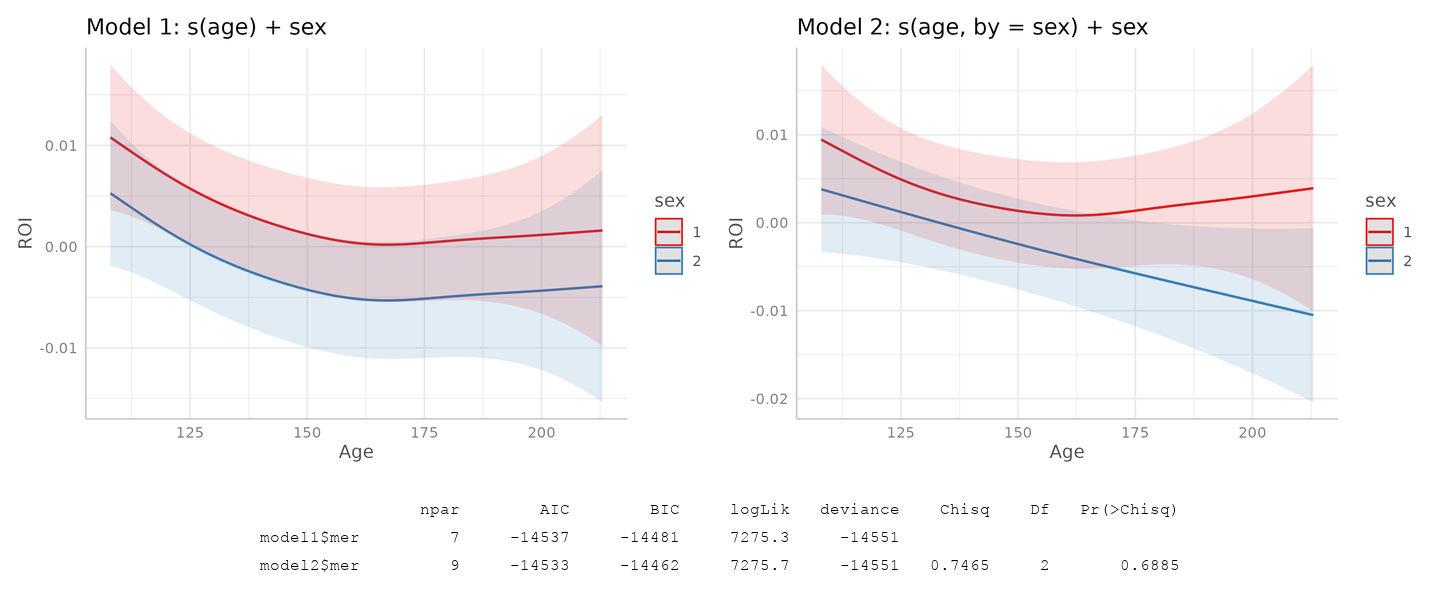 Model 1: s(age) + sex
0.01
0.00
-0.01
ROI
125 150 175 200
Age
sex
1
2
Model 2: s(age, by = sex) + sex
0.01
0.00
-0.01
-0.02
ROI
125 150 175 200
Age
sex
1
2
npar AIC BIC logLik deviance Chisq Df Pr(>Chisq)
model1$mer 7 -14537 -14481 7275.3 -14551
model2$mer 9 -14533 -14462 7275.7 -14551 0.7465 2 0.6885